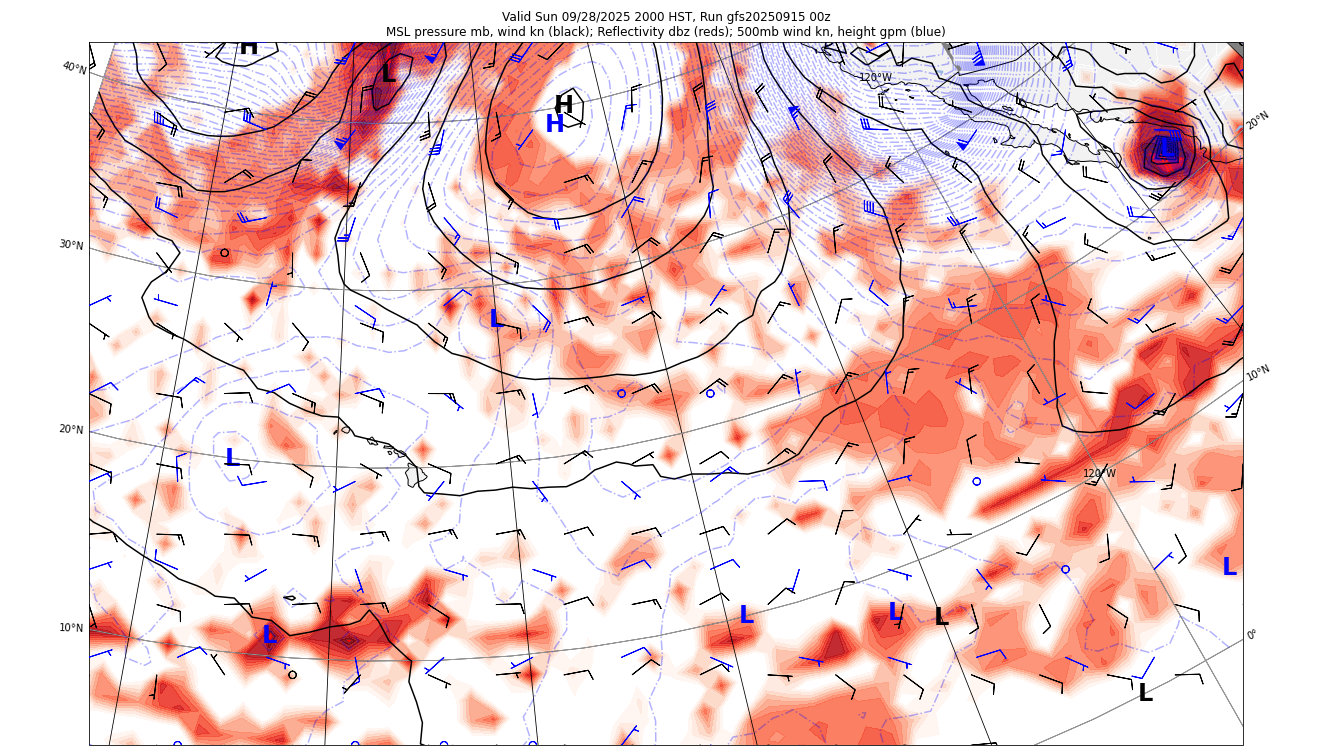 Valid Sun 09/28/2025 2000 HST, Run gfs20250915 00z
MSL pressure mb, wind kn (black); Reflectivity dbz (reds); 500mb wind kn, height gpm (blue)
H
L
40°N
120°W
H
H
20°N
L
30°N
L
10°N
20°N
L
120°W
L
L
L
L
10°N
L
0°
L